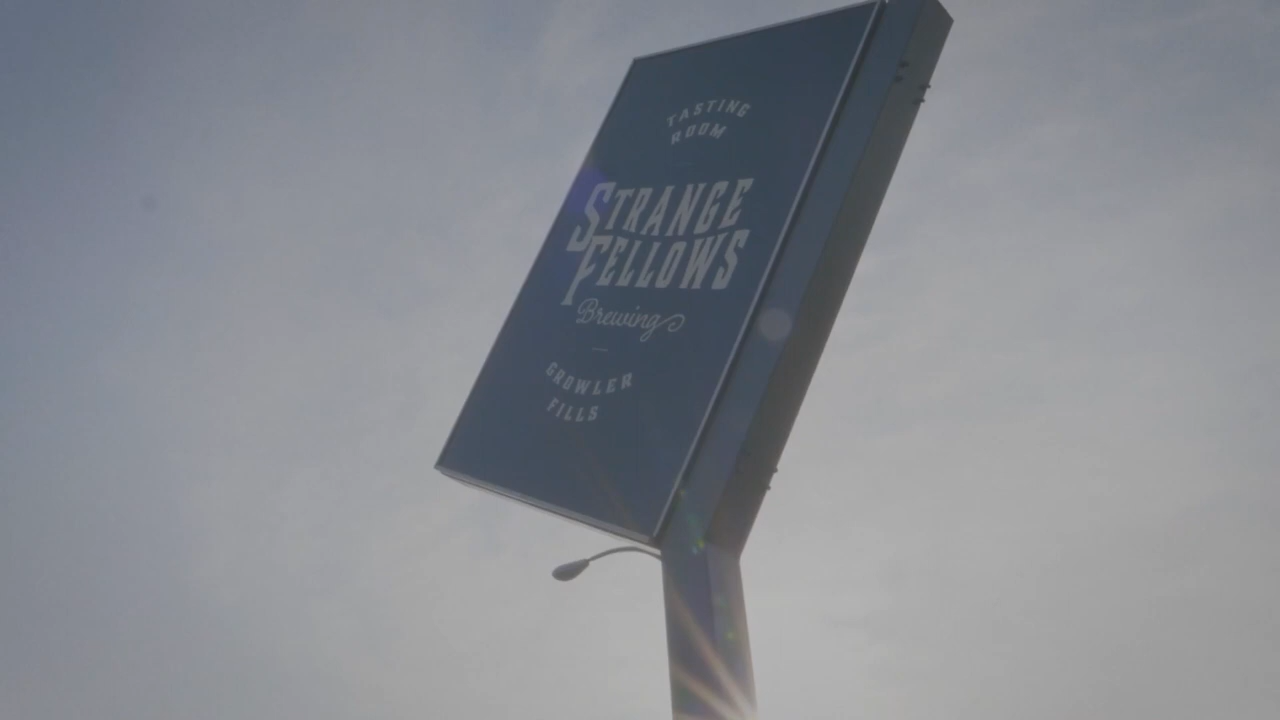 TASTING
ROOM
STRANGE
FELLOWS
Brewing
GROWLER
FILLS